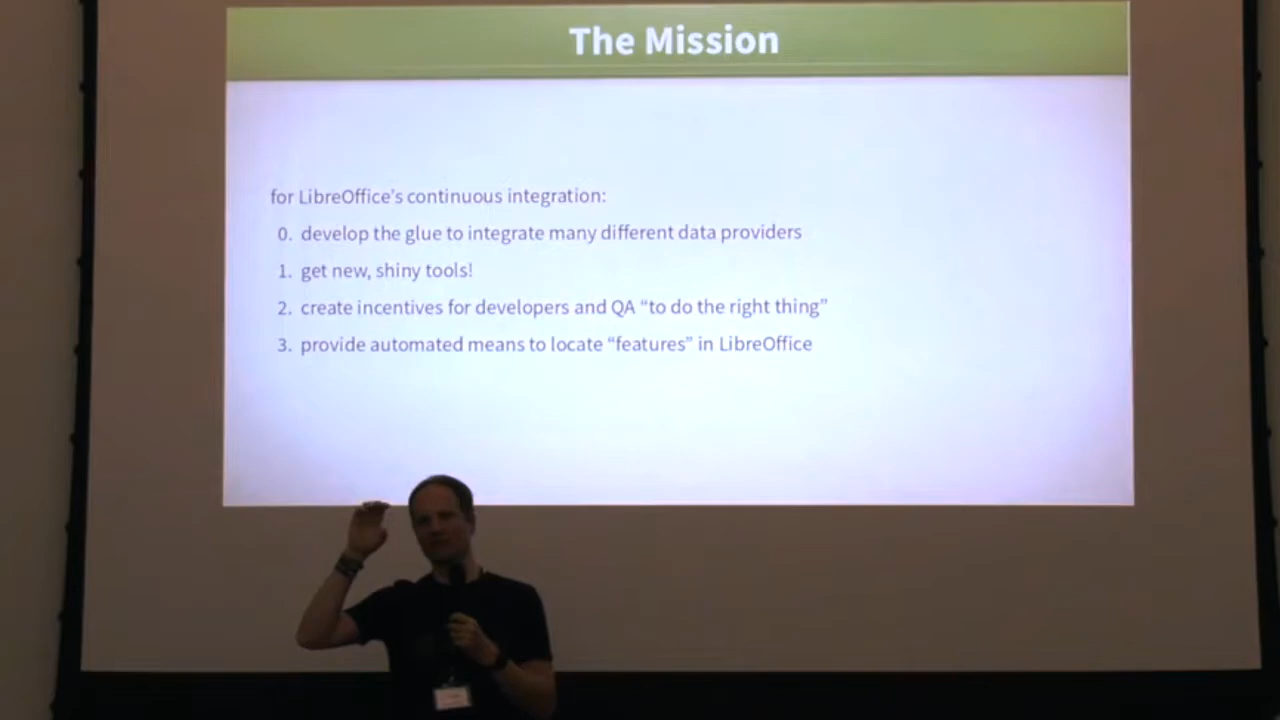 The Mission
for LibreOffice's continuous integration:
0. develop the glue to integrate many different data providers
1. get new, shiny tools!
2. create incentives for developers and QA “to do the right thing”
3. provide automated means to locate “features” in LibreOffice